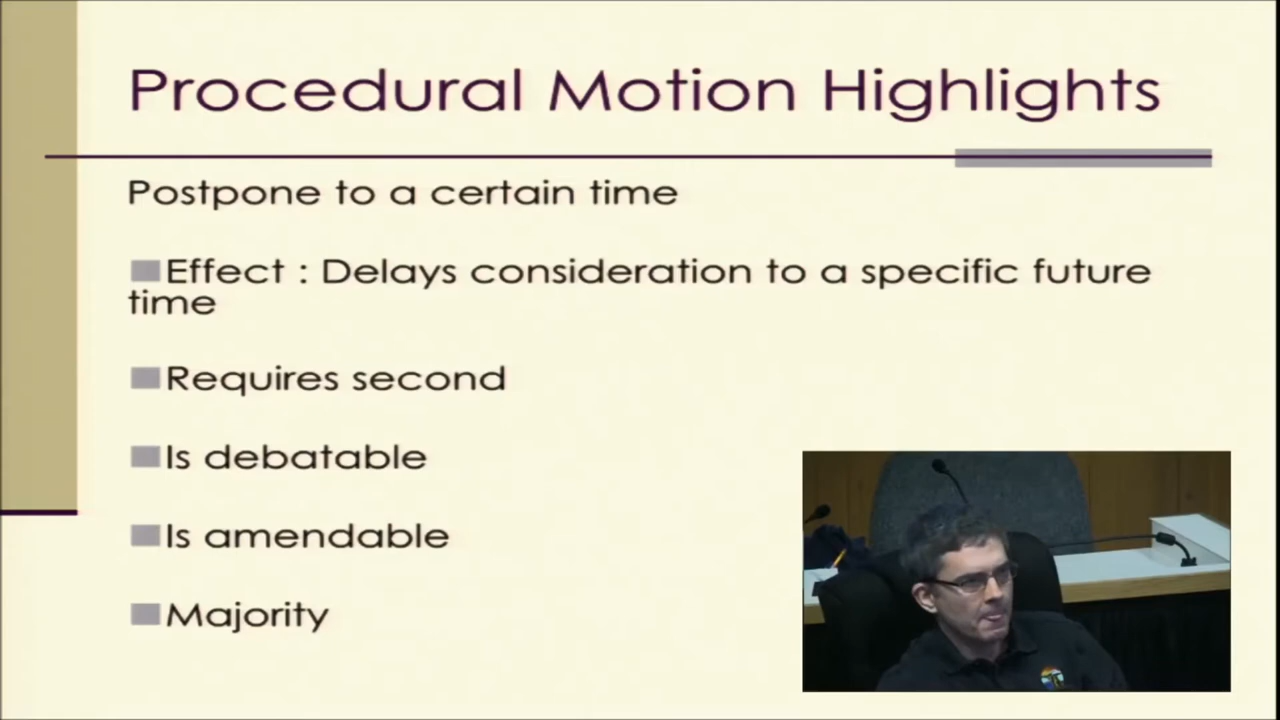 Procedural Motion Highlights
Postpone to a certain time
Effect : Delays consideration to a specific future
time
Requires second
Is debatable
Is amendable
Majority